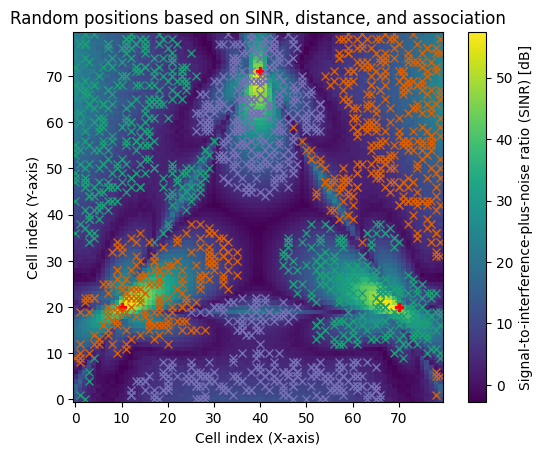 Random positions based on SINR, distance, and association
Cell index (Y-axis)
70
60
50
40
30
20
10
0
0 10 20 30 40 50 60 70
Cell index (X-axis)
50
40
30
20
10
0
Signal-to-interference-plus-noise ratio (SINR) [dB]